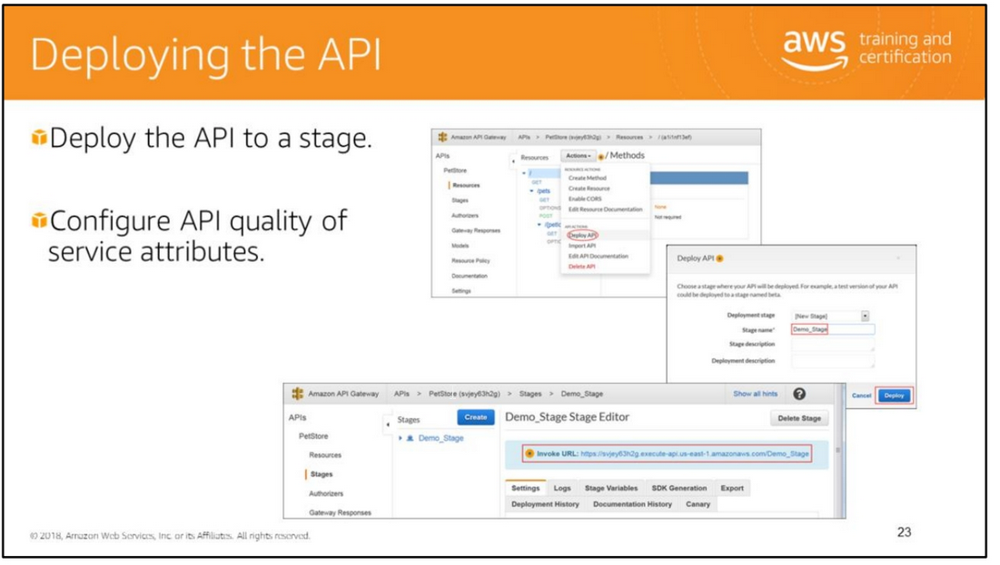 Deploying the API
aws training and
certification
Deploy the API to a stage.
Configure API quality of
service attributes.
Amazon API Gateway APIs > PetStore (svjey63h2g) > Resources > / (a1i1nf13ef)
APIs
PetStore
Resources
Stages
Authorizers
Gateway Responses
Models
Resource Policy
Documentation
Settings
Resources Actions / Methods
/
GET
/pets
GET
OPTIONS
POST
GET
RESOURCE ACTIONS
Create Method
Create Resource
Enable CORS
Edit Resource Documentation
API ACTIONS
Deploy API
Import API
Edit API Documentation
Delete API
None
Not required
Deploy API
Choose a stage where your API will be deployed. For example, a test version of your API
could be deployed to a stage named beta.
Deployment stage [New Stage]
Stage name* Demo_Stage
Stage description
Deployment description
Cancel Deploy
Amazon API Gateway APIs > PetStore (svjey63h2g) > Stages > Demo_Stage Show all hints ?
APIs
PetStore
Resources
Stages
Authorizers
Gateway Responses
Stages Create
Demo_Stage
Demo_Stage Stage Editor Delete Stage
Invoke URL: https://svjey63h2g.execute-api.us-east-1.amazonaws.com/Demo_Stage
Settings Logs Stage Variables SDK Generation Export
Deployment History Documentation History Canary
© 2018, Amazon Web Services, Inc. or its Affiliates. All rights reserved.
23